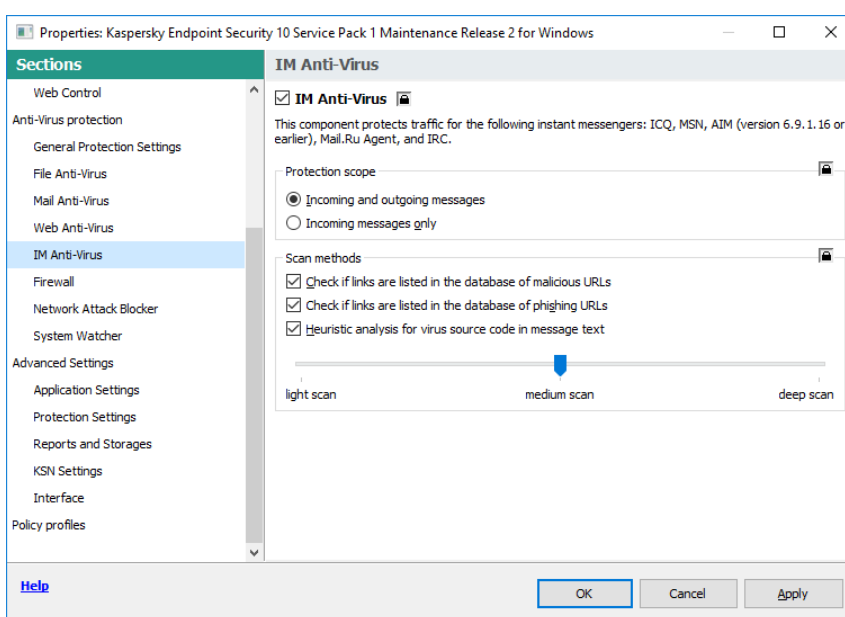 Properties: Kaspersky Endpoint Security 10 Service Pack 1 Maintenance Release 2 for Windows
Sections
Web Control
Anti-Virus protection
General Protection Settings
File Anti-Virus
Mail Anti-Virus
Web Anti-Virus
IM Anti-Virus
Firewall
Network Attack Blocker
System Watcher
Advanced Settings
Application Settings
Protection Settings
Reports and Storages
KSN Settings
Interface
Policy profiles
IM Anti-Virus
IM Anti-Virus
This component protects traffic for the following instant messengers: ICQ, MSN, AIM (version 6.9.1.16 or
earlier), Mail.Ru Agent, and IRC.
Protection scope
Incoming and outgoing messages
Incoming messages only
Scan methods
Check if links are listed in the database of malicious URLs
Check if links are listed in the database of phishing URLs
Heuristic analysis for virus source code in message text
light scan medium scan deep scan
Help
OK Cancel Apply